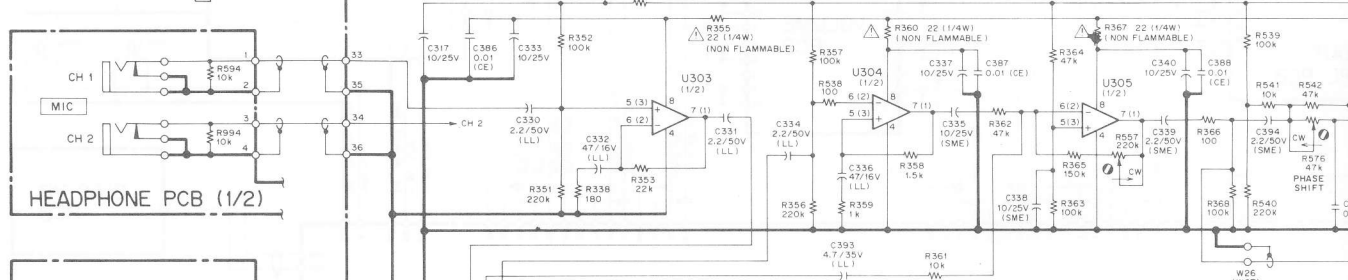 HEADPHONE PCB (1/2)
MIC
CH 1
CH 2
R594
10k
R994
10k
1
2
3
4
33
35
34
36
CH 2
C317
10/25V
C386
0.01
(CE)
C333
10/25V
R352
100k
R355
22 (1/4W)
(NON FLAMMABLE)
C330
2.2/50V
(LL)
C332
47/16V
(LL)
R351
220k
R338
180
R353
22k
U303
(1/2)
5 (3)
6 (2)
8
4
7 (1)
C331
2.2/50V
(LL)
C334
2.2/50V
(LL)
R357
100k
R538
100
R356
220k
R360 22 (1/4W)
(NON FLAMMABLE)
U304
(1/2)
6 (2)
5 (3)
8
4
7 (1)
C336
47/16V
(LL)
R359
1k
R358
1.5k
C337
10/25V
C387
0.01 (CE)
C335
10/25V
(SME)
R362
47k
C393
4.7/35V
(LL)
R361
10k
R364
47k
R367 22 (1/4W)
(NON FLAMMABLE)
U305
(1/2)
6(2)
5(3)
8
4
7 (1)
C338
10/25V
(SME)
R363
100k
R365
150k
R557
220k
CW
C340
10/25V
C388
0.01
(CE)
C339
2.2/50V
(SME)
R366
100
R368
100k
R539
100k
R540
220k
R541
10k
R542
47k
C394
2.2/50V
(SME)
CW
R576
47k
PHASE
SHIFT
W26